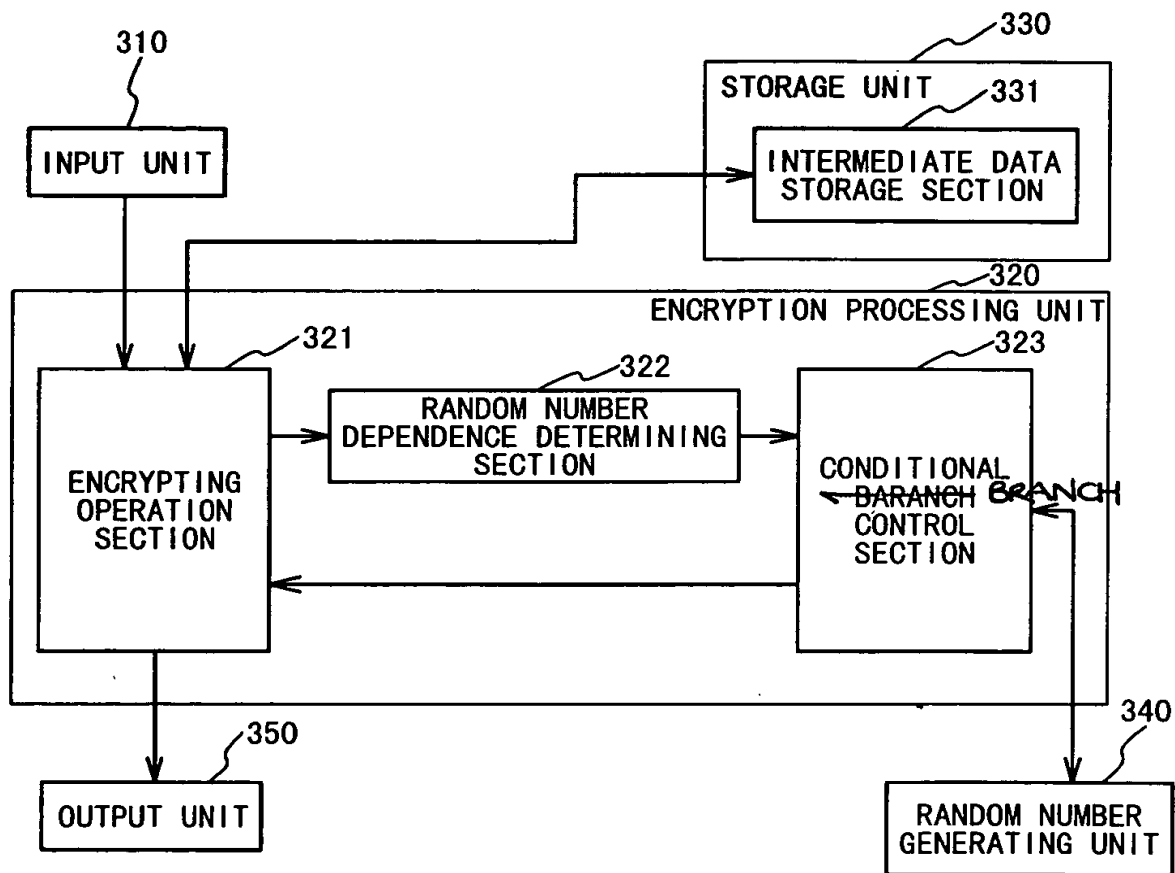 310
INPUT UNIT
330
STORAGE UNIT
331
INTERMEDIATE DATA
STORAGE SECTION
320
ENCRYPTION PROCESSING UNIT
321
ENCRYPTING
OPERATION
SECTION
322
RANDOM NUMBER
DEPENDENCE DETERMINING
SECTION
323
CONDITIONAL
BARANCH BRANCH
CONTROL
SECTION
350
OUTPUT UNIT
340
RANDOM NUMBER
GENERATING UNIT